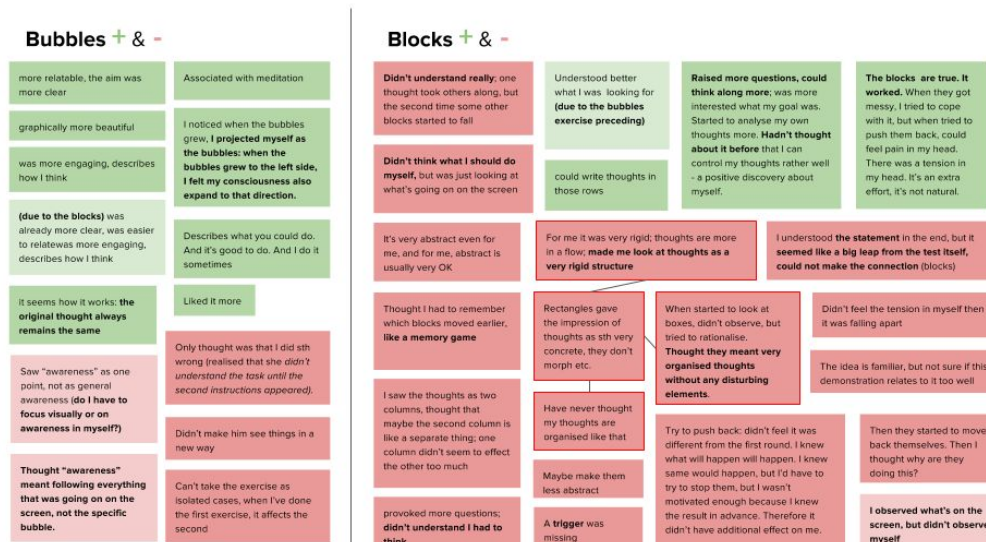 Bubbles + & -
more relatable, the aim was
more clear
graphically more beautiful
was more engaging, describes
how I think
(due to the blocks) was
already more clear, was easier
to relatewas more engaging,
describes how I think
it seems how it works: the
original thought always
remains the same
Saw “awareness” as one
point, not as general
awareness (do I have to
focus visually or on
awareness in myself?)
Thought “awareness”
meant following everything
that was going on on the
screen, not the specific
bubble.
Associated with meditation
I noticed when the bubbles
grew, I projected myself as
the bubbles: when the
bubbles grew to the left side,
I felt my consciousness also
expand to that direction.
Describes what you could do.
And it’s good to do. And I do it
sometimes
Liked it more
Only thought was that I did sth
wrong (realised that she didn’t
understand the task until the
second instructions appeared).
Didn’t make him see things in a
new way
Can’t take the exercise as
isolated cases, when I’ve done
the first exercise, it affects the
second
Blocks + & -
Didn’t understand really; one
thought took others along, but
the second time some other
blocks started to fall
Didn’t think what I should do
myself, but was just looking at
what’s going on on the screen
Understood better
what I was looking for
(due to the bubbles
exercise preceding)
could write thoughts in
those rows
Raised more questions, could
think along more; was more
interested what my goal was.
Started to analyse my own
thoughts more. Hadn’t thought
about it before that I can
control my thoughts rather well
- a positive discovery about
myself.
The blocks are true. It
worked. When they got
messy, I tried to cope
with it, but when tried to
push them back, could
feel pain in my head.
There was a tension in
my head. It’s an extra
effort, it’s not natural.
It’s very abstract even for
me, and for me, abstract is
usually very OK
For me it was very rigid; thoughts are more
in a flow; made me look at thoughts as a
very rigid structure
I understood the statement in the end, but it
seemed like a big leap from the test itself,
could not make the connection (blocks)
Thought I had to remember
which blocks moved earlier,
like a memory game
Rectangles gave
the impression of
thoughts as sth very
concrete, they don’t
morph etc.
When started to look at
boxes, didn’t observe, but
tried to rationalise.
Thought they meant very
organised thoughts
without any disturbing
elements.
Didn’t feel the tension in myself then
it was falling apart
The idea is familiar, but not sure if this
demonstration relates to it too well
I saw the thoughts as two
columns, thought that
maybe the second column is
like a separate thing; one
column didn’t seem to effect
the other too much
Have never thought
my thoughts are
organised like that
Try to push back: didn’t feel it was
different from the first round. I knew
what will happen will happen. I knew
same would happen, but I’d have to
try to stop them, but I wasn’t
motivated enough because I knew
the result in advance. Therefore it
didn’t have additional effect on me.
Then they started to move
back themselves. Then I
thought why are they
doing this?
Maybe make them
less abstract
provoked more questions;
didn’t understand I had to
think
A trigger was
missing
I observed what’s on the
screen, but didn’t observe
myself